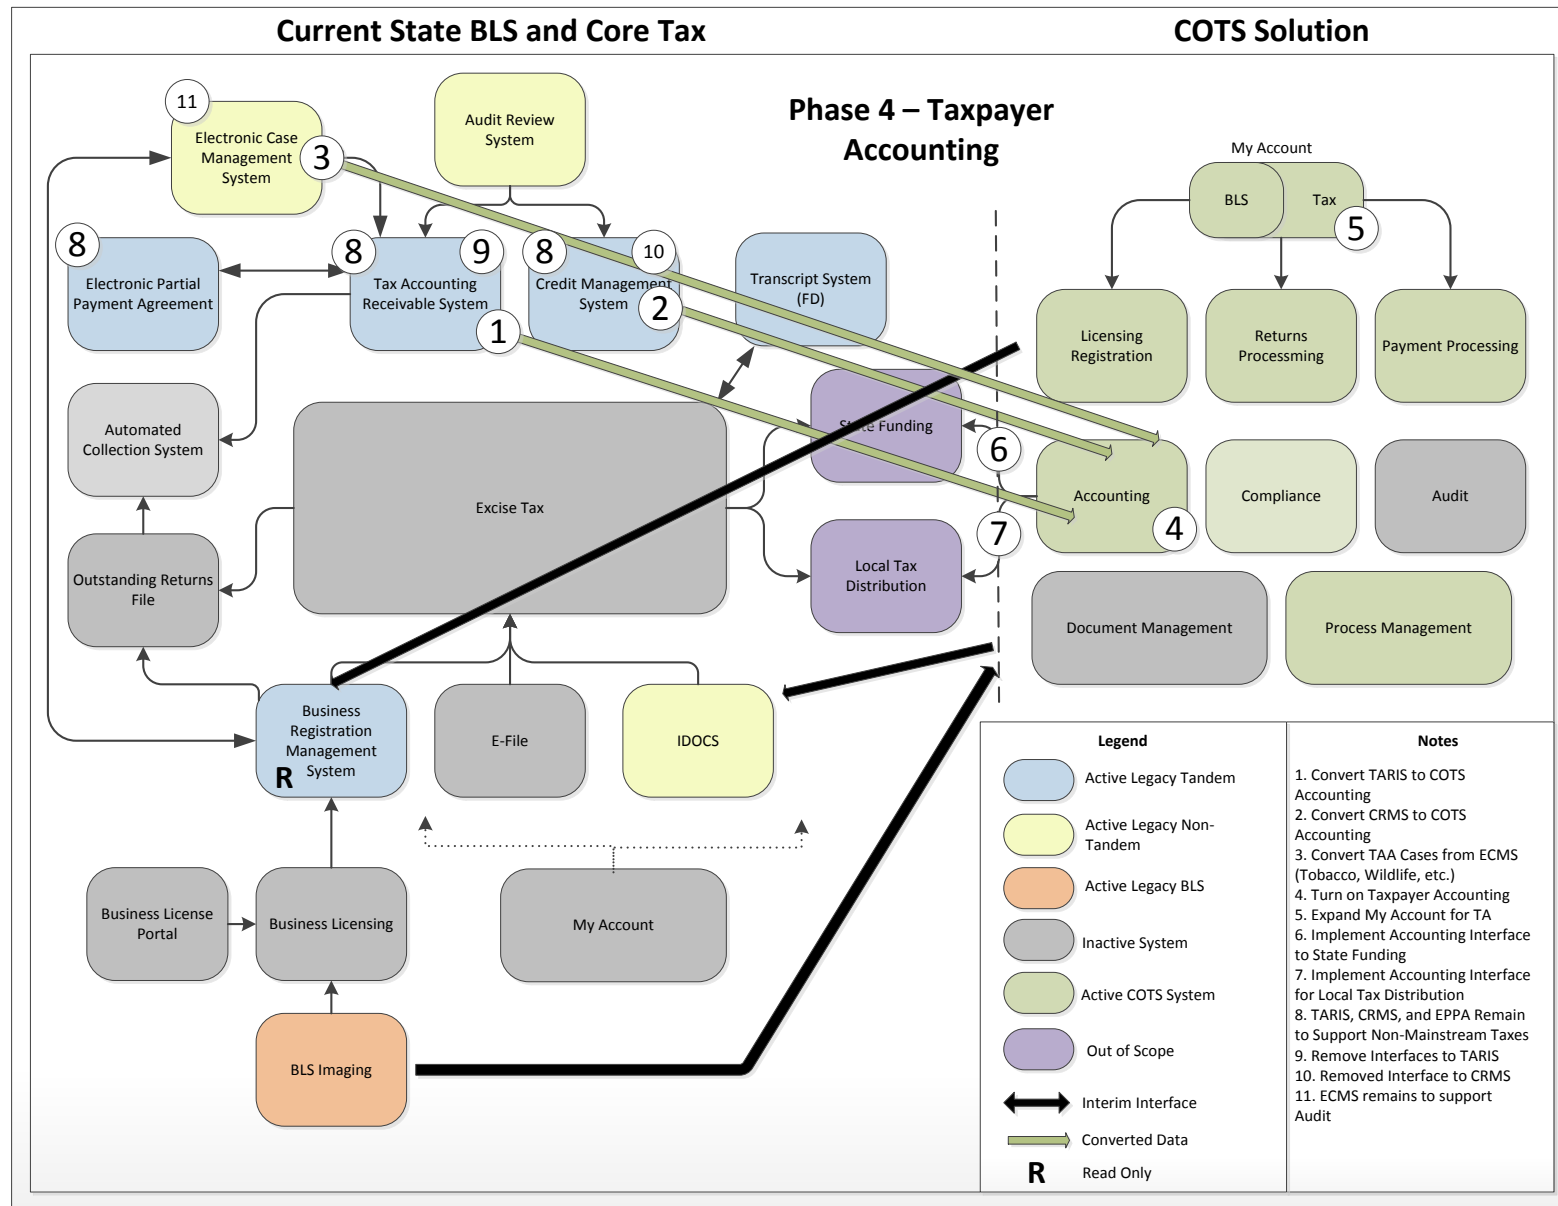 Current State BLS and Core Tax
COTS Solution
Phase 4 – Taxpayer
Accounting
11
Electronic Case
Management
System
3
Audit Review
System
My Account
BLS
Tax
5
8
Electronic Partial
Payment Agreement
8
9
Tax Accounting
Receivable System
1
8
10
Credit Management
System
2
Transcript System
(FD)
Licensing
Registration
Returns
Processming
Payment Processing
Automated
Collection System
Excise Tax
State Funding
6
Accounting
4
Compliance
Audit
7
Outstanding Returns
File
Local Tax
Distribution
Document Management
Process Management
Business
Registration
Management
System
R
E-File
IDOCS
Business License
Portal
Business Licensing
My Account
BLS Imaging
Legend
Active Legacy Tandem
Active Legacy Non-
Tandem
Active Legacy BLS
Inactive System
Active COTS System
Out of Scope
Interim Interface
Converted Data
R
Read Only
Notes
1. Convert TARIS to COTS
Accounting
2. Convert CRMS to COTS
Accounting
3. Convert TAA Cases from ECMS
(Tobacco, Wildlife, etc.)
4. Turn on Taxpayer Accounting
5. Expand My Account for TA
6. Implement Accounting Interface
to State Funding
7. Implement Accounting Interface
for Local Tax Distribution
8. TARIS, CRMS, and EPPA Remain
to Support Non-Mainstream Taxes
9. Remove Interfaces to TARIS
10. Removed Interface to CRMS
11. ECMS remains to support
Audit